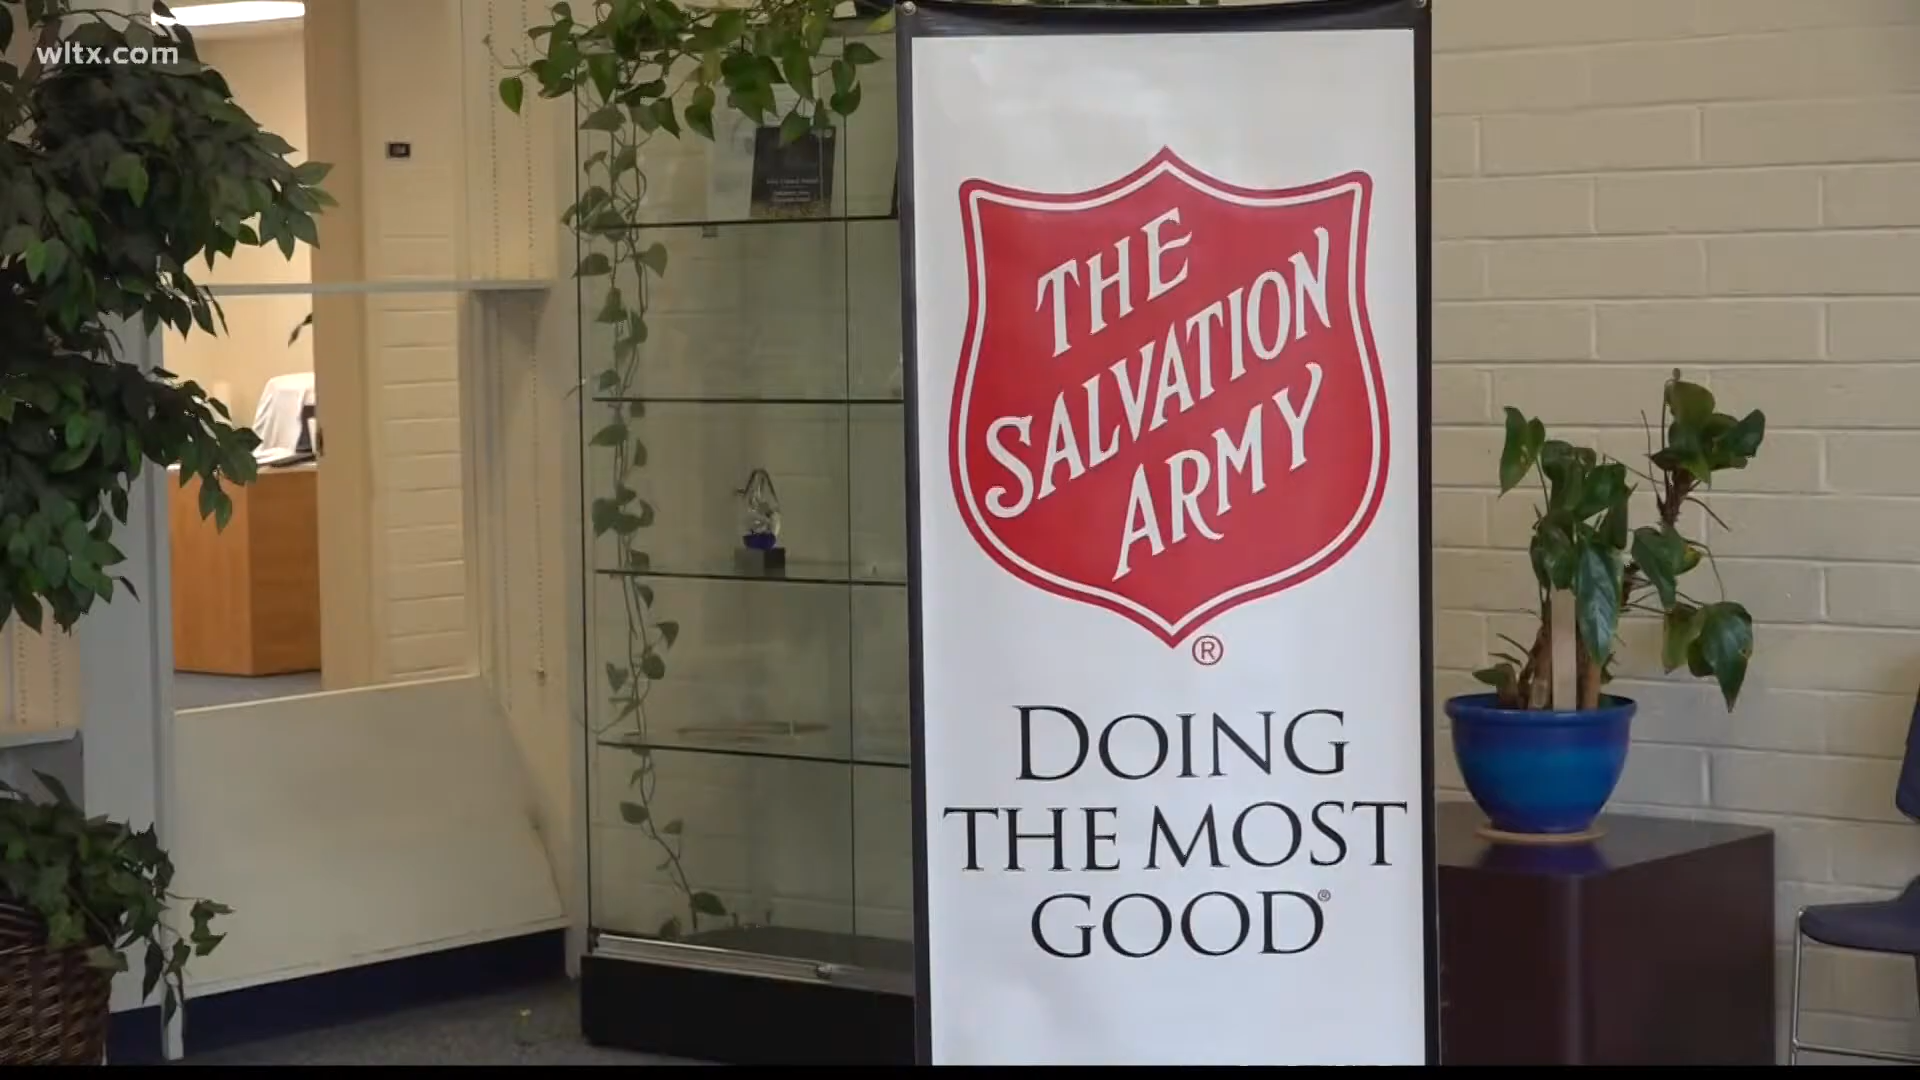 wltx.com
THE
SALVATION
ARMY
®
DOING
THE MOST
GOOD®